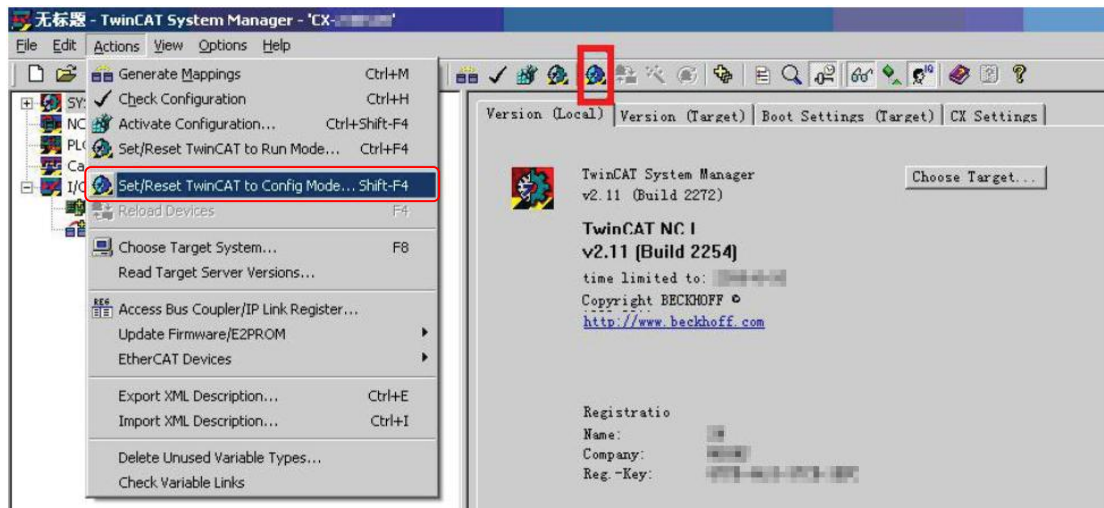 无标题 - TwinCAT System Manager - 'CX-
File Edit Actions View Options Help
Generate Mappings Ctrl+M
Check Configuration Ctrl+H
Activate Configuration... Ctrl+Shift-F4
Set/Reset TwinCAT to Run Mode... Ctrl+F4
Set/Reset TwinCAT to Config Mode... Shift-F4
Reload Devices F4
Choose Target System... F8
Read Target Server Versions...
Access Bus Coupler/IP Link Register...
Update Firmware/E2PROM
EtherCAT Devices
Export XML Description... Ctrl+E
Import XML Description... Ctrl+I
Delete Unused Variable Types...
Check Variable Links
SY
NC
PL
Ca
I/O
Version (Local) Version (Target) Boot Settings (Target) CX Settings
TwinCAT System Manager
v2.11 (Build 2272)
Choose Target...
TwinCAT NC I
v2.11 (Build 2254)
time limited to:
Copyright BECKHOFF ©
http://www.beckhoff.com
Registratio
Name:
Company:
Reg.-Key: